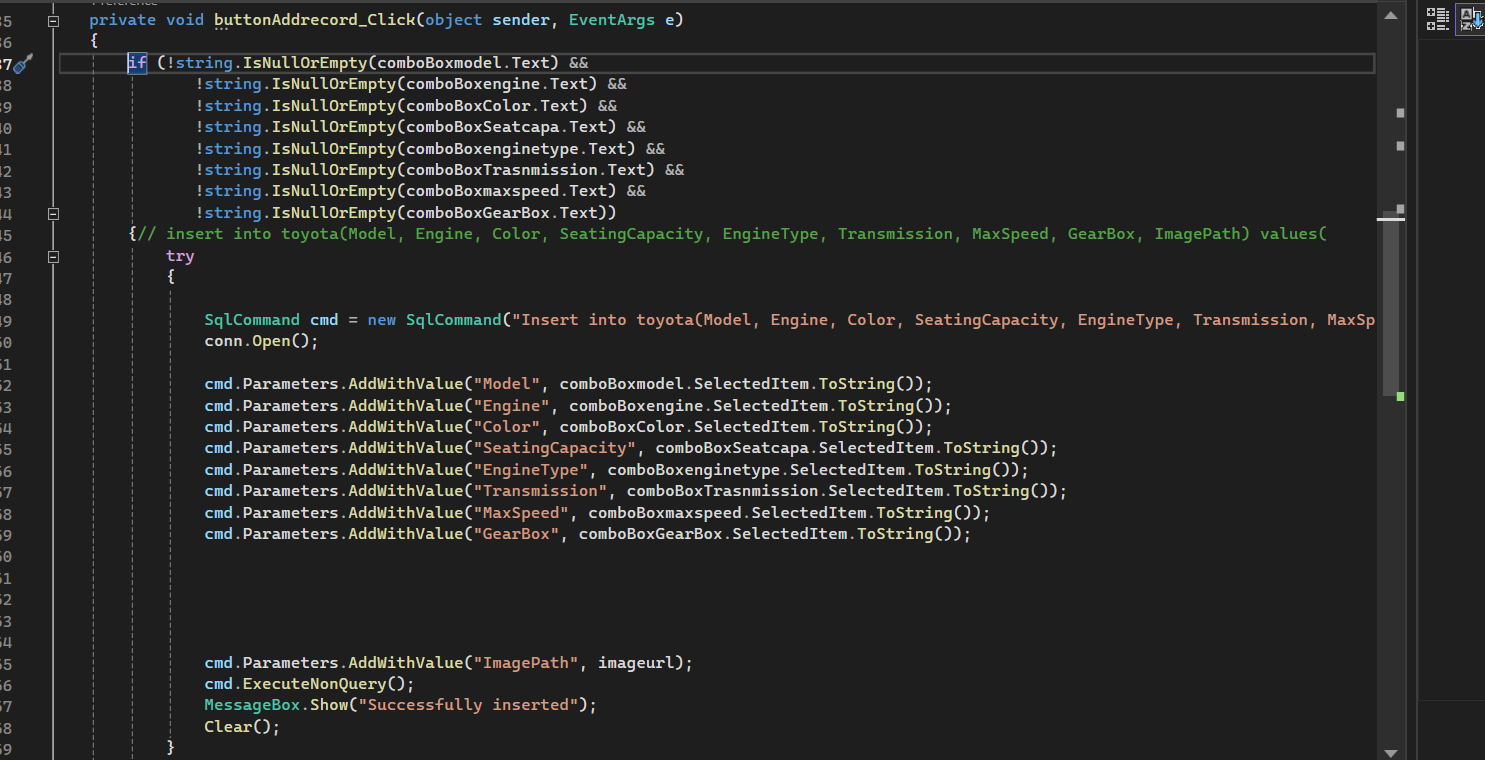 35 private void buttonAddrecord_Click(object sender, EventArgs e)
36 {
37 if (!string.IsNullOrEmpty(comboBoxmodel.Text) &&
38 !string.IsNullOrEmpty(comboBoxengine.Text) &&
39 !string.IsNullOrEmpty(comboBoxColor.Text) &&
40 !string.IsNullOrEmpty(comboBoxSeatcapa.Text) &&
41 !string.IsNullOrEmpty(comboBoxenginetype.Text) &&
42 !string.IsNullOrEmpty(comboBoxTrasnmission.Text) &&
43 !string.IsNullOrEmpty(comboBoxmaxspeed.Text) &&
44 !string.IsNullOrEmpty(comboBoxGearBox.Text))
45 {// insert into toyota(Model, Engine, Color, SeatingCapacity, EngineType, Transmission, MaxSpeed, GearBox, ImagePath) values(
46 try
47 {
48
49 SqlCommand cmd = new SqlCommand("Insert into toyota(Model, Engine, Color, SeatingCapacity, EngineType, Transmission, MaxSp
50 conn.Open();
51
52 cmd.Parameters.AddWithValue("Model", comboBoxmodel.SelectedItem.ToString());
53 cmd.Parameters.AddWithValue("Engine", comboBoxengine.SelectedItem.ToString());
54 cmd.Parameters.AddWithValue("Color", comboBoxColor.SelectedItem.ToString());
55 cmd.Parameters.AddWithValue("SeatingCapacity", comboBoxSeatcapa.SelectedItem.ToString());
56 cmd.Parameters.AddWithValue("EngineType", comboBoxenginetype.SelectedItem.ToString());
57 cmd.Parameters.AddWithValue("Transmission", comboBoxTrasnmission.SelectedItem.ToString());
58 cmd.Parameters.AddWithValue("MaxSpeed", comboBoxmaxspeed.SelectedItem.ToString());
59 cmd.Parameters.AddWithValue("GearBox", comboBoxGearBox.SelectedItem.ToString());
60
61
62
63
64
65 cmd.Parameters.AddWithValue("ImagePath", imageurl);
66 cmd.ExecuteNonQuery();
67 MessageBox.Show("Successfully inserted");
68 Clear();
69 }